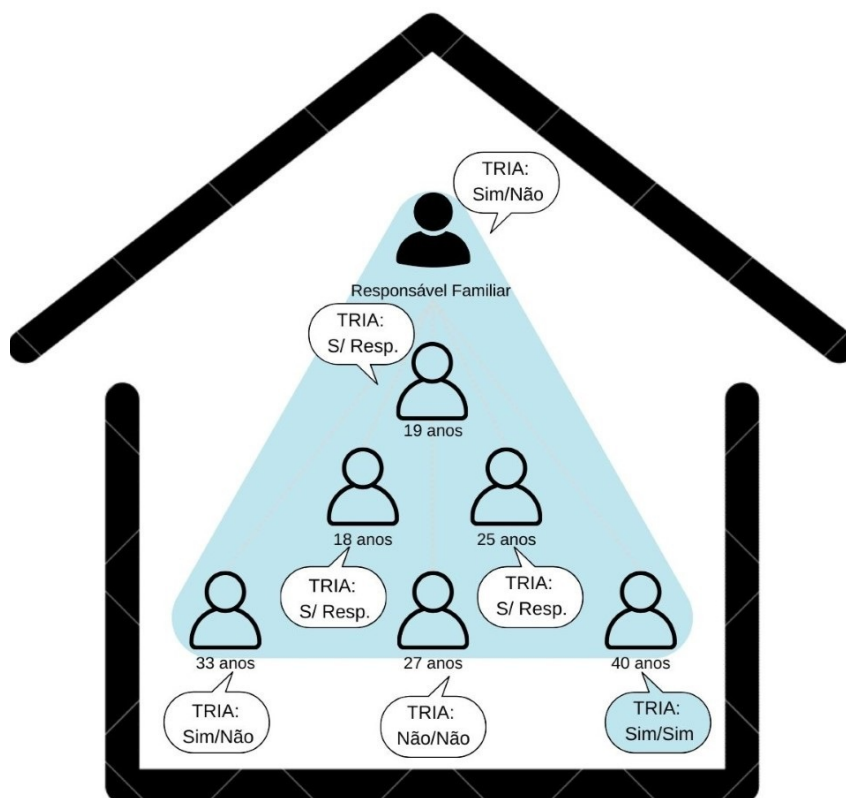 TRIA:
Sim/Não
Responsável Familiar
TRIA:
S/ Resp.
19 anos
18 anos
25 anos
TRIA:
S/ Resp.
TRIA:
S/ Resp.
33 anos
27 anos
40 anos
TRIA:
Sim/Não
TRIA:
Não/Não
TRIA:
Sim/Sim